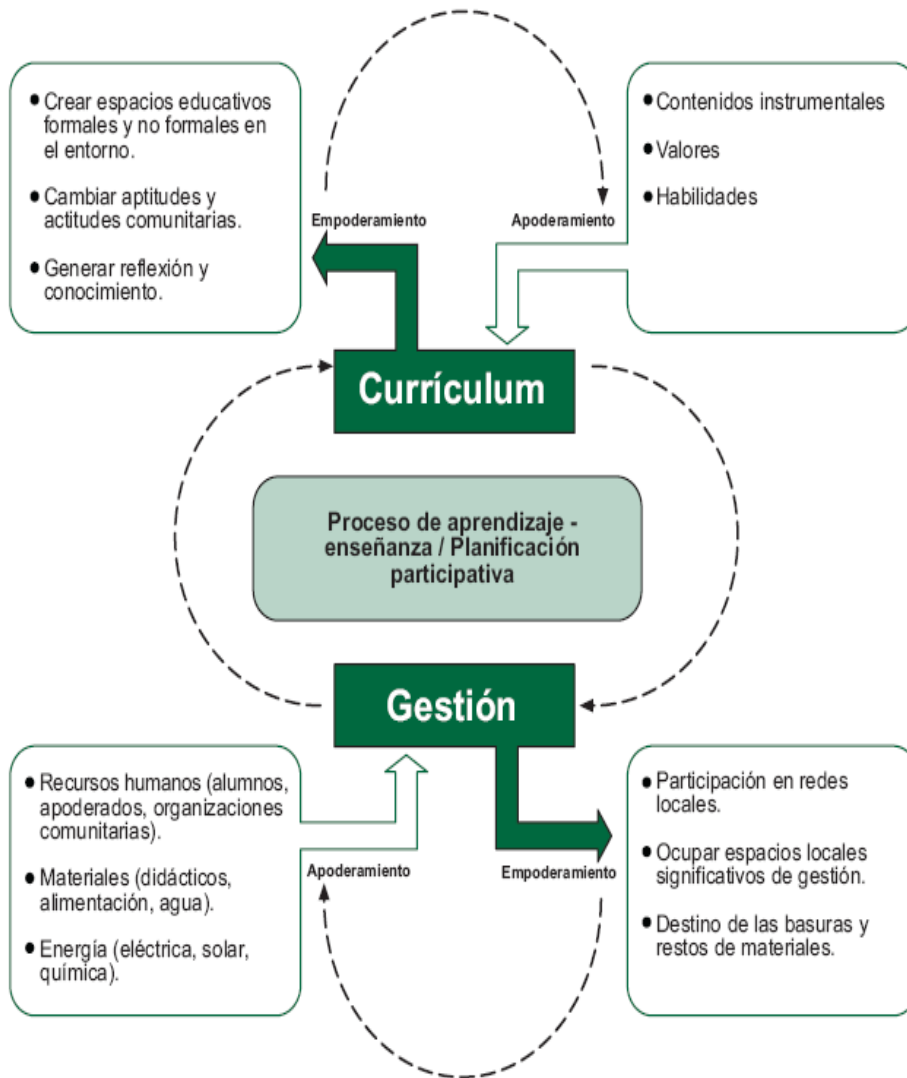 ● Crear espacios educativos
formales y no formales en
el entorno.
● Cambiar aptitudes y
actitudes comunitarias.
● Generar reflexión y
conocimiento.
● Contenidos instrumentales
● Valores
● Habilidades
Empoderamiento
Apoderamiento
Currículum
Proceso de aprendizaje -
enseñanza / Planificación
participativa
Gestión
● Recursos humanos (alumnos,
apoderados, organizaciones
comunitarias).
● Materiales (didácticos,
alimentación, agua).
● Energía (eléctrica, solar,
química).
Apoderamiento
Empoderamiento
● Participación en redes
locales.
● Ocupar espacios locales
significativos de gestión.
● Destino de las basuras y
restos de materiales.